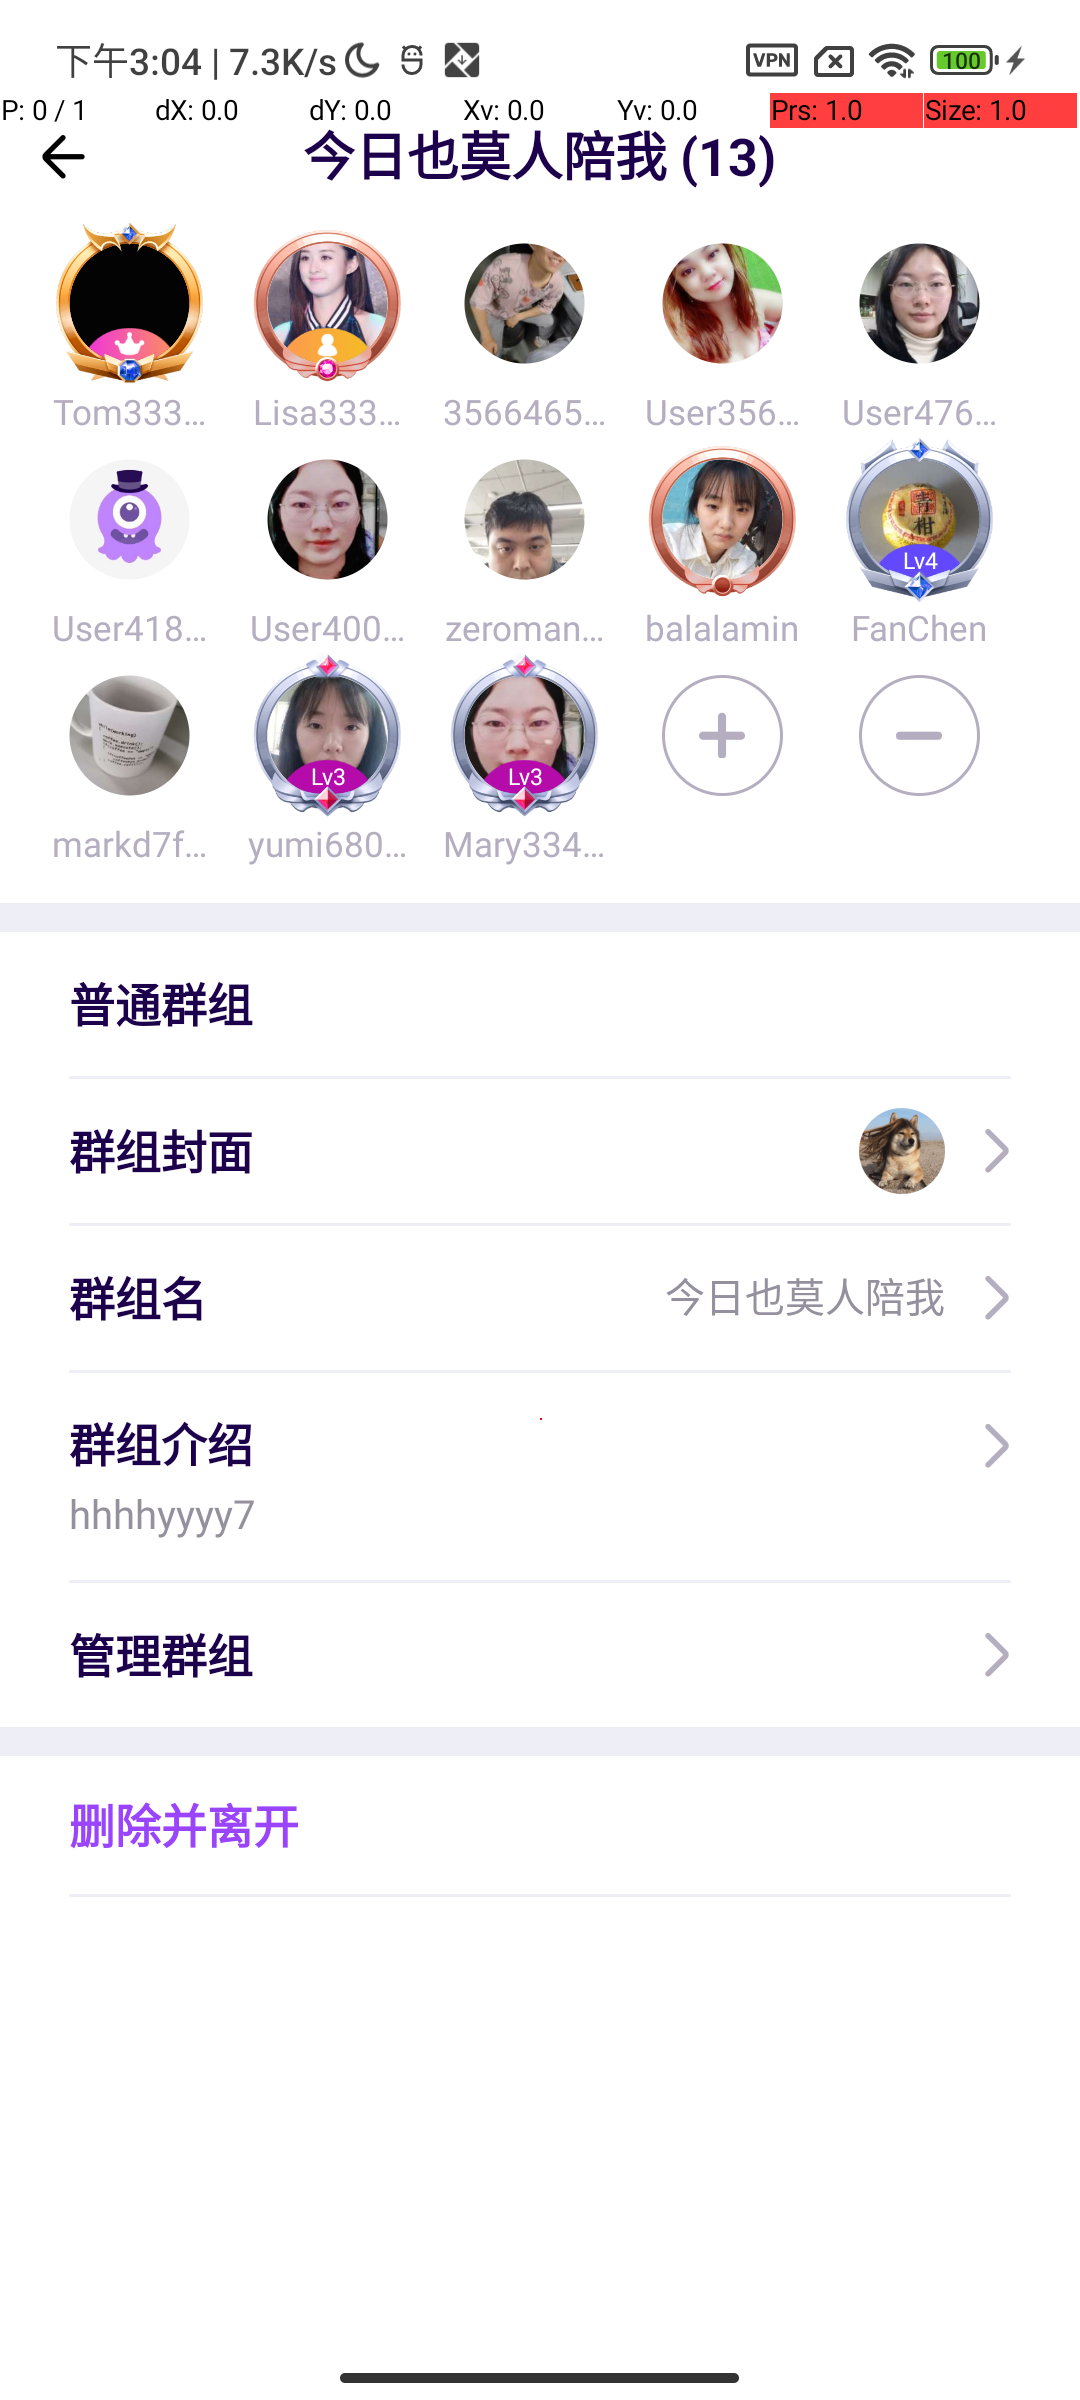 下午3:04 | 7.3K/s VPN 100
P: 0 / 1 dX: 0.0 dY: 0.0 Xv: 0.0 Yv: 0.0 Prs: 1.0 Size: 1.0
今日也莫人陪我 (13)
Tom333... Lisa333... 3566465... User356... User476...
青柑
Lv4
User418... User400... zeroman... balalamin FanChen
Lv3 Lv3
markd7f... yumi680... Mary334...
普通群组
群组封面
群组名 今日也莫人陪我
群组介绍
hhhhyyyy7
管理群组
删除并离开